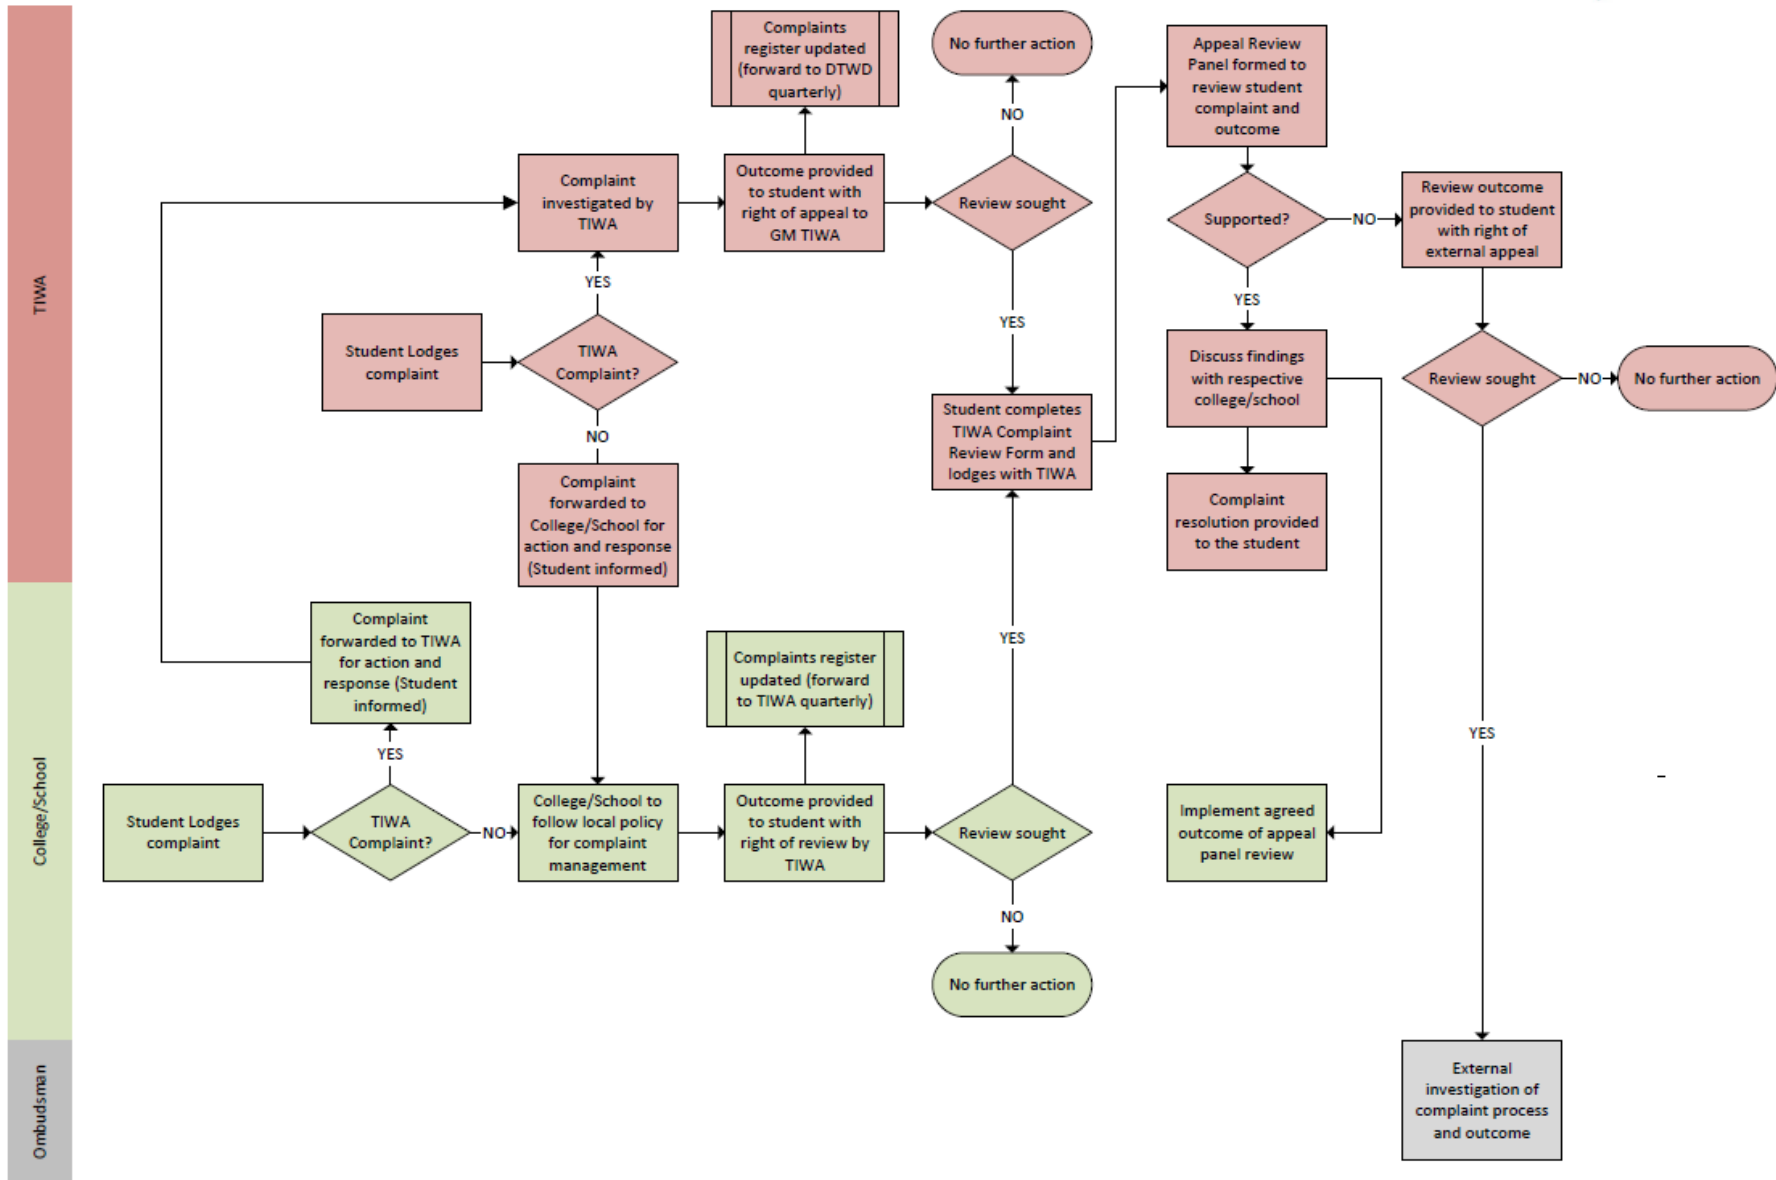 TIWA
Complaints
register updated
(forward to DTWD
quarterly)
No further action
Appeal Review
Panel formed to
review student
complaint and
outcome
NO
Complaint
investigated by
TIWA
Outcome provided
to student with
right of appeal to
GM TIWA
Review sought
Supported?
NO
Review outcome
provided to student
with right of
external appeal
YES
YES
YES
Student Lodges
complaint
TIWA
Complaint?
Discuss findings
with respective
college/school
Review sought
NO
No further action
NO
Student completes
TIWA Complaint
Review Form and
lodges with TIWA
Complaint
forwarded to
College/School for
action and response
(Student informed)
Complaint
resolution provided
to the student
College/School
Complaint
forwarded to TIWA
for action and
response (Student
informed)
Complaints register
updated (forward
to TIWA quarterly)
YES
YES
YES
Student Lodges
complaint
TIWA
Complaint?
NO
College/School to
follow local policy
for complaint
management
Outcome provided
to student with
right of review by
TIWA
Review sought
Implement agreed
outcome of appeal
panel review
NO
No further action
Ombudsman
External
investigation of
complaint process
and outcome